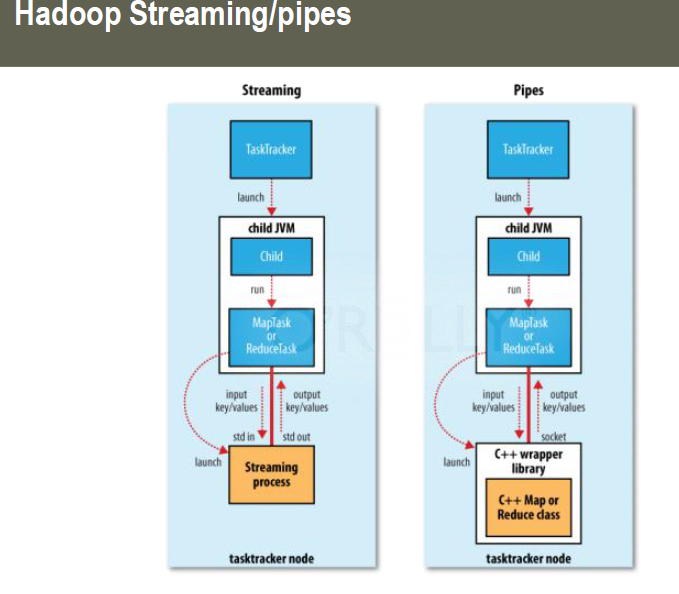 Hadoop Streaming/pipes
Streaming
TaskTracker
launch
child JVM
Child
run
MapTask
or
ReduceTask
input
key/values
output
key/values
std in
std out
launch
Streaming
process
tasktracker node
Pipes
TaskTracker
launch
child JVM
Child
run
MapTask
or
ReduceTask
input
key/values
output
key/values
socket
launch
C++ wrapper
library
C++ Map or
Reduce class
tasktracker node
O'REILLY